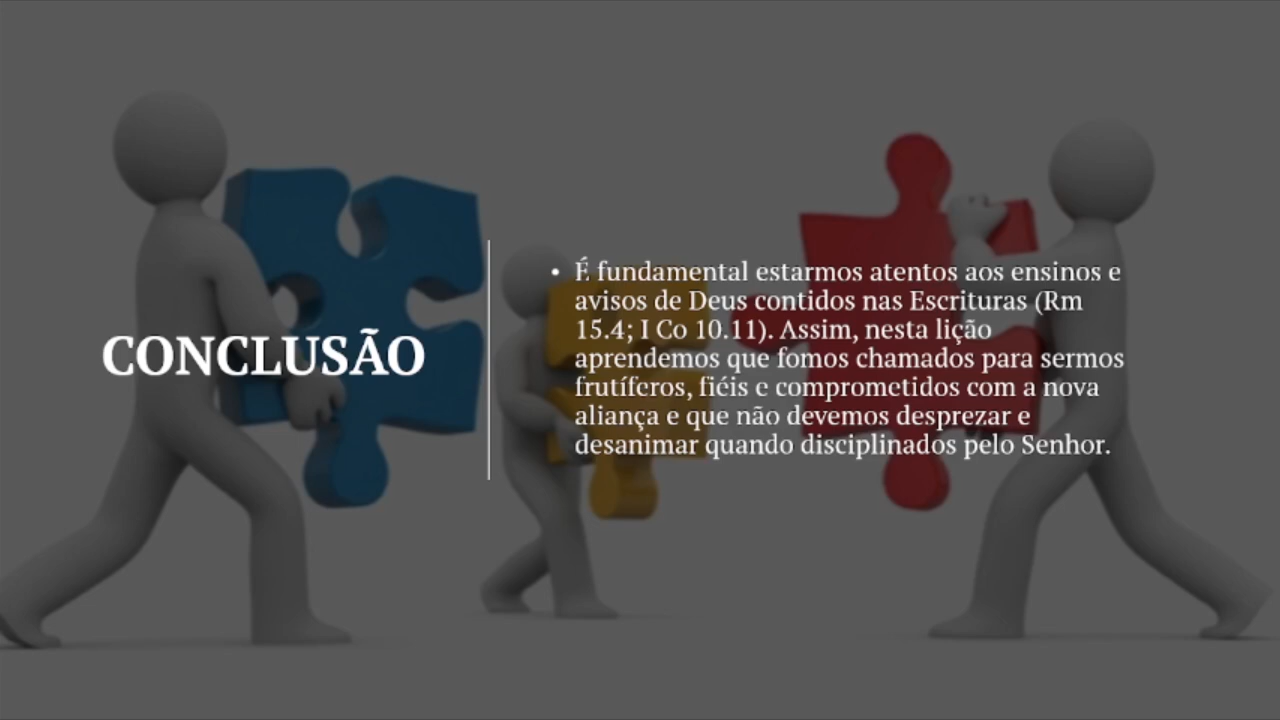 CONCLUSÃO
• É fundamental estarmos atentos aos ensinos e
avisos de Deus contidos nas Escrituras (Rm
15.4; I Co 10.11). Assim, nesta lição
aprendemos que fomos chamados para sermos
frutíferos, fiéis e comprometidos com a nova
aliança e que não devemos desprezar e
desanimar quando disciplinados pelo Senhor.